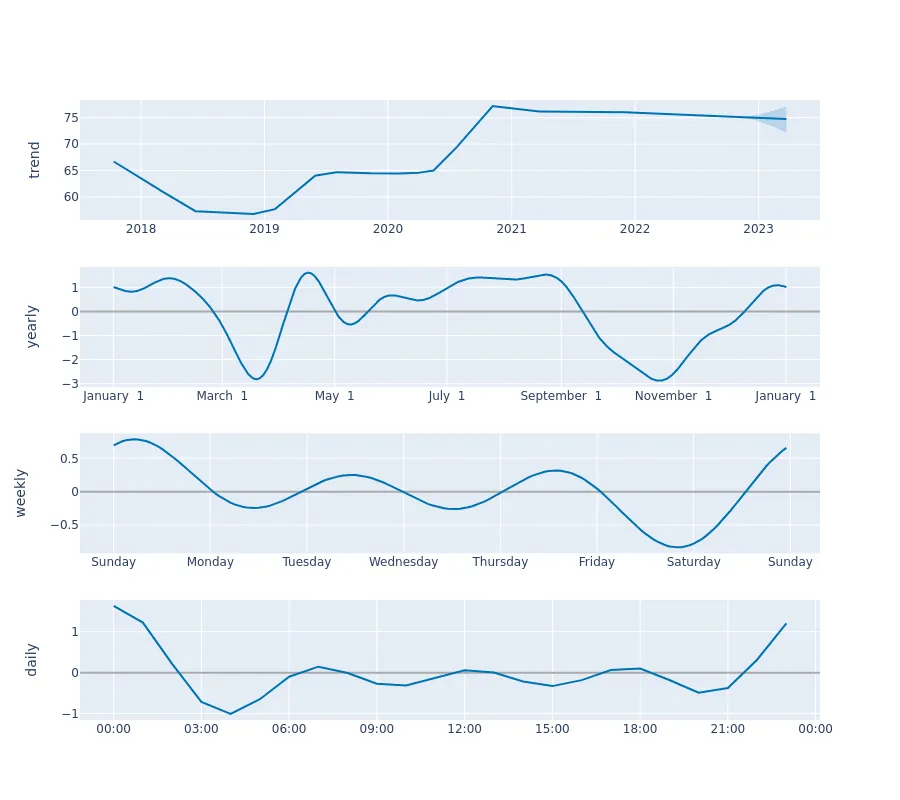 trend
75
70
65
60
2018 2019 2020 2021 2022 2023
yearly
1
0
−1
−2
−3
January 1 March 1 May 1 July 1 September 1 November 1 January 1
weekly
0.5
0
−0.5
Sunday Monday Tuesday Wednesday Thursday Friday Saturday Sunday
daily
1
0
−1
00:00 03:00 06:00 09:00 12:00 15:00 18:00 21:00 00:00